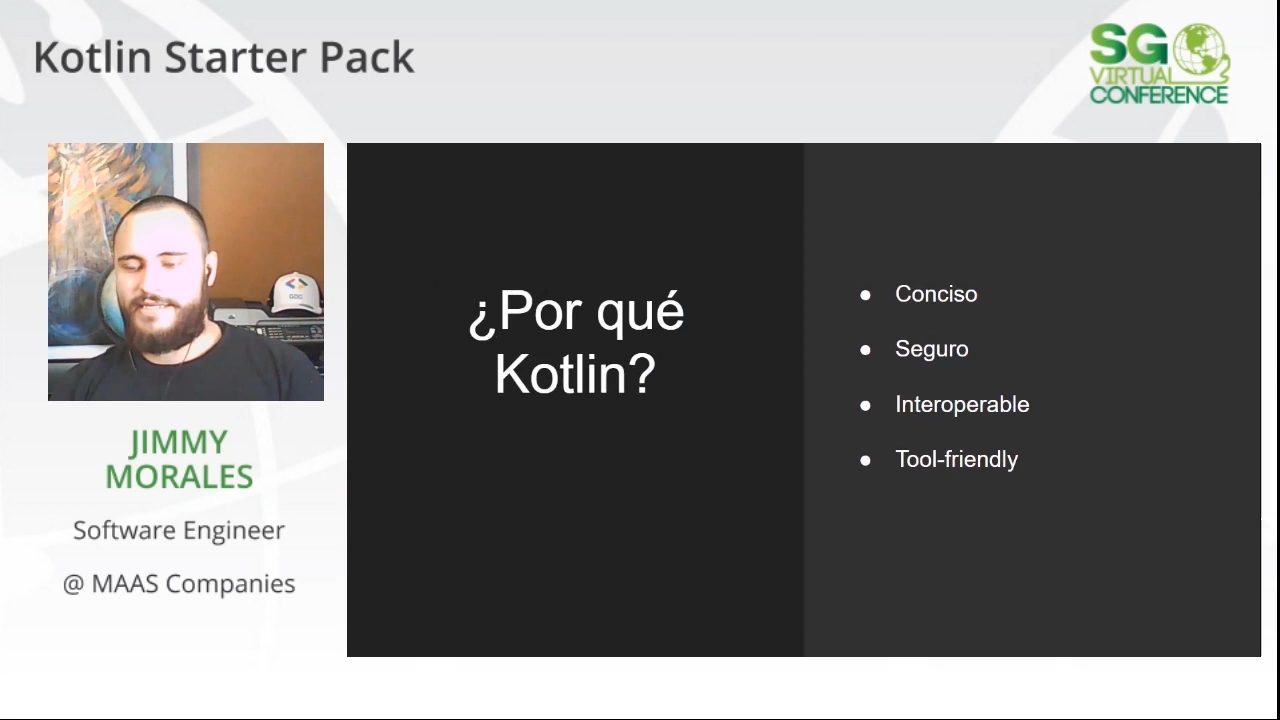 Kotlin Starter Pack
SG
VIRTUAL
CONFERENCE
GDG
JIMMY
MORALES
Software Engineer
@ MAAS Companies
¿Por qué
Kotlin?
● Conciso
● Seguro
● Interoperable
● Tool-friendly